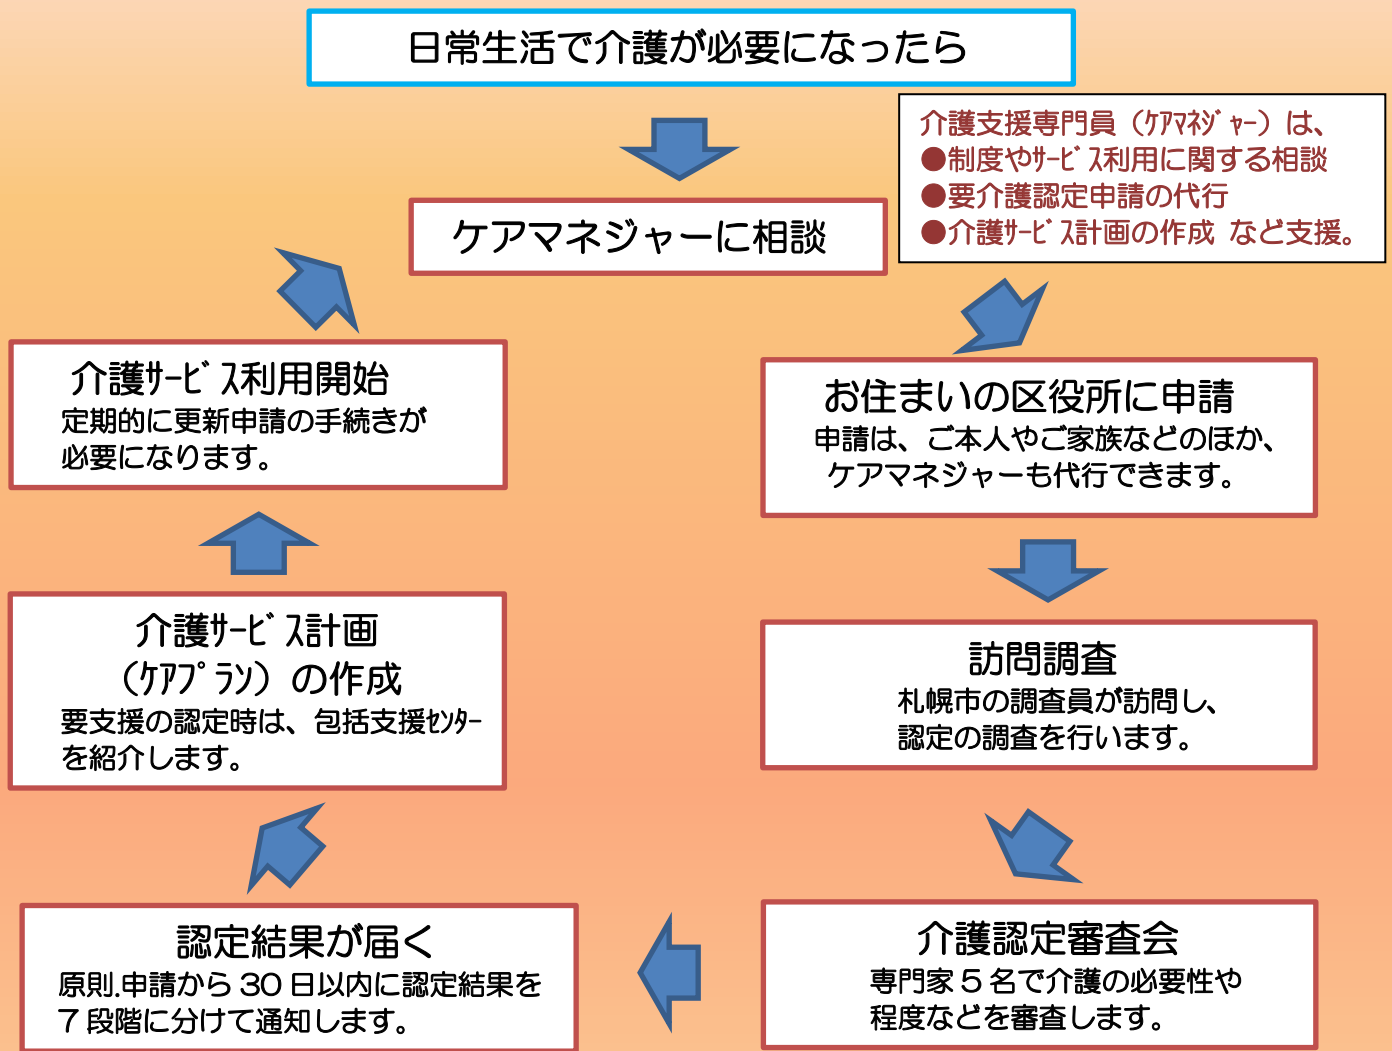 日常生活で介護が必要になったら
介護支援専門員（ｹｱﾏﾈｼﾞｬｰ）は、
●制度やｻｰﾋﾞｽ利用に関する相談
●要介護認定申請の代行
●介護ｻｰﾋﾞｽ計画の作成 など支援。
ケアマネジャーに相談
お住まいの区役所に申請
申請は、ご本人やご家族などのほか、
ケアマネジャーも代行できます。
訪問調査
札幌市の調査員が訪問し、
認定の調査を行います。
介護認定審査会
専門家５名で介護の必要性や
程度などを審査します。
認定結果が届く
原則.申請から 30 日以内に認定結果を
７段階に分けて通知します。
介護ｻｰﾋﾞｽ計画
（ｹｱﾌﾟﾗﾝ）の作成
要支援の認定時は、包括支援ｾﾝﾀｰ
を紹介します。
介護ｻｰﾋﾞｽ利用開始
定期的に更新申請の手続きが
必要になります。